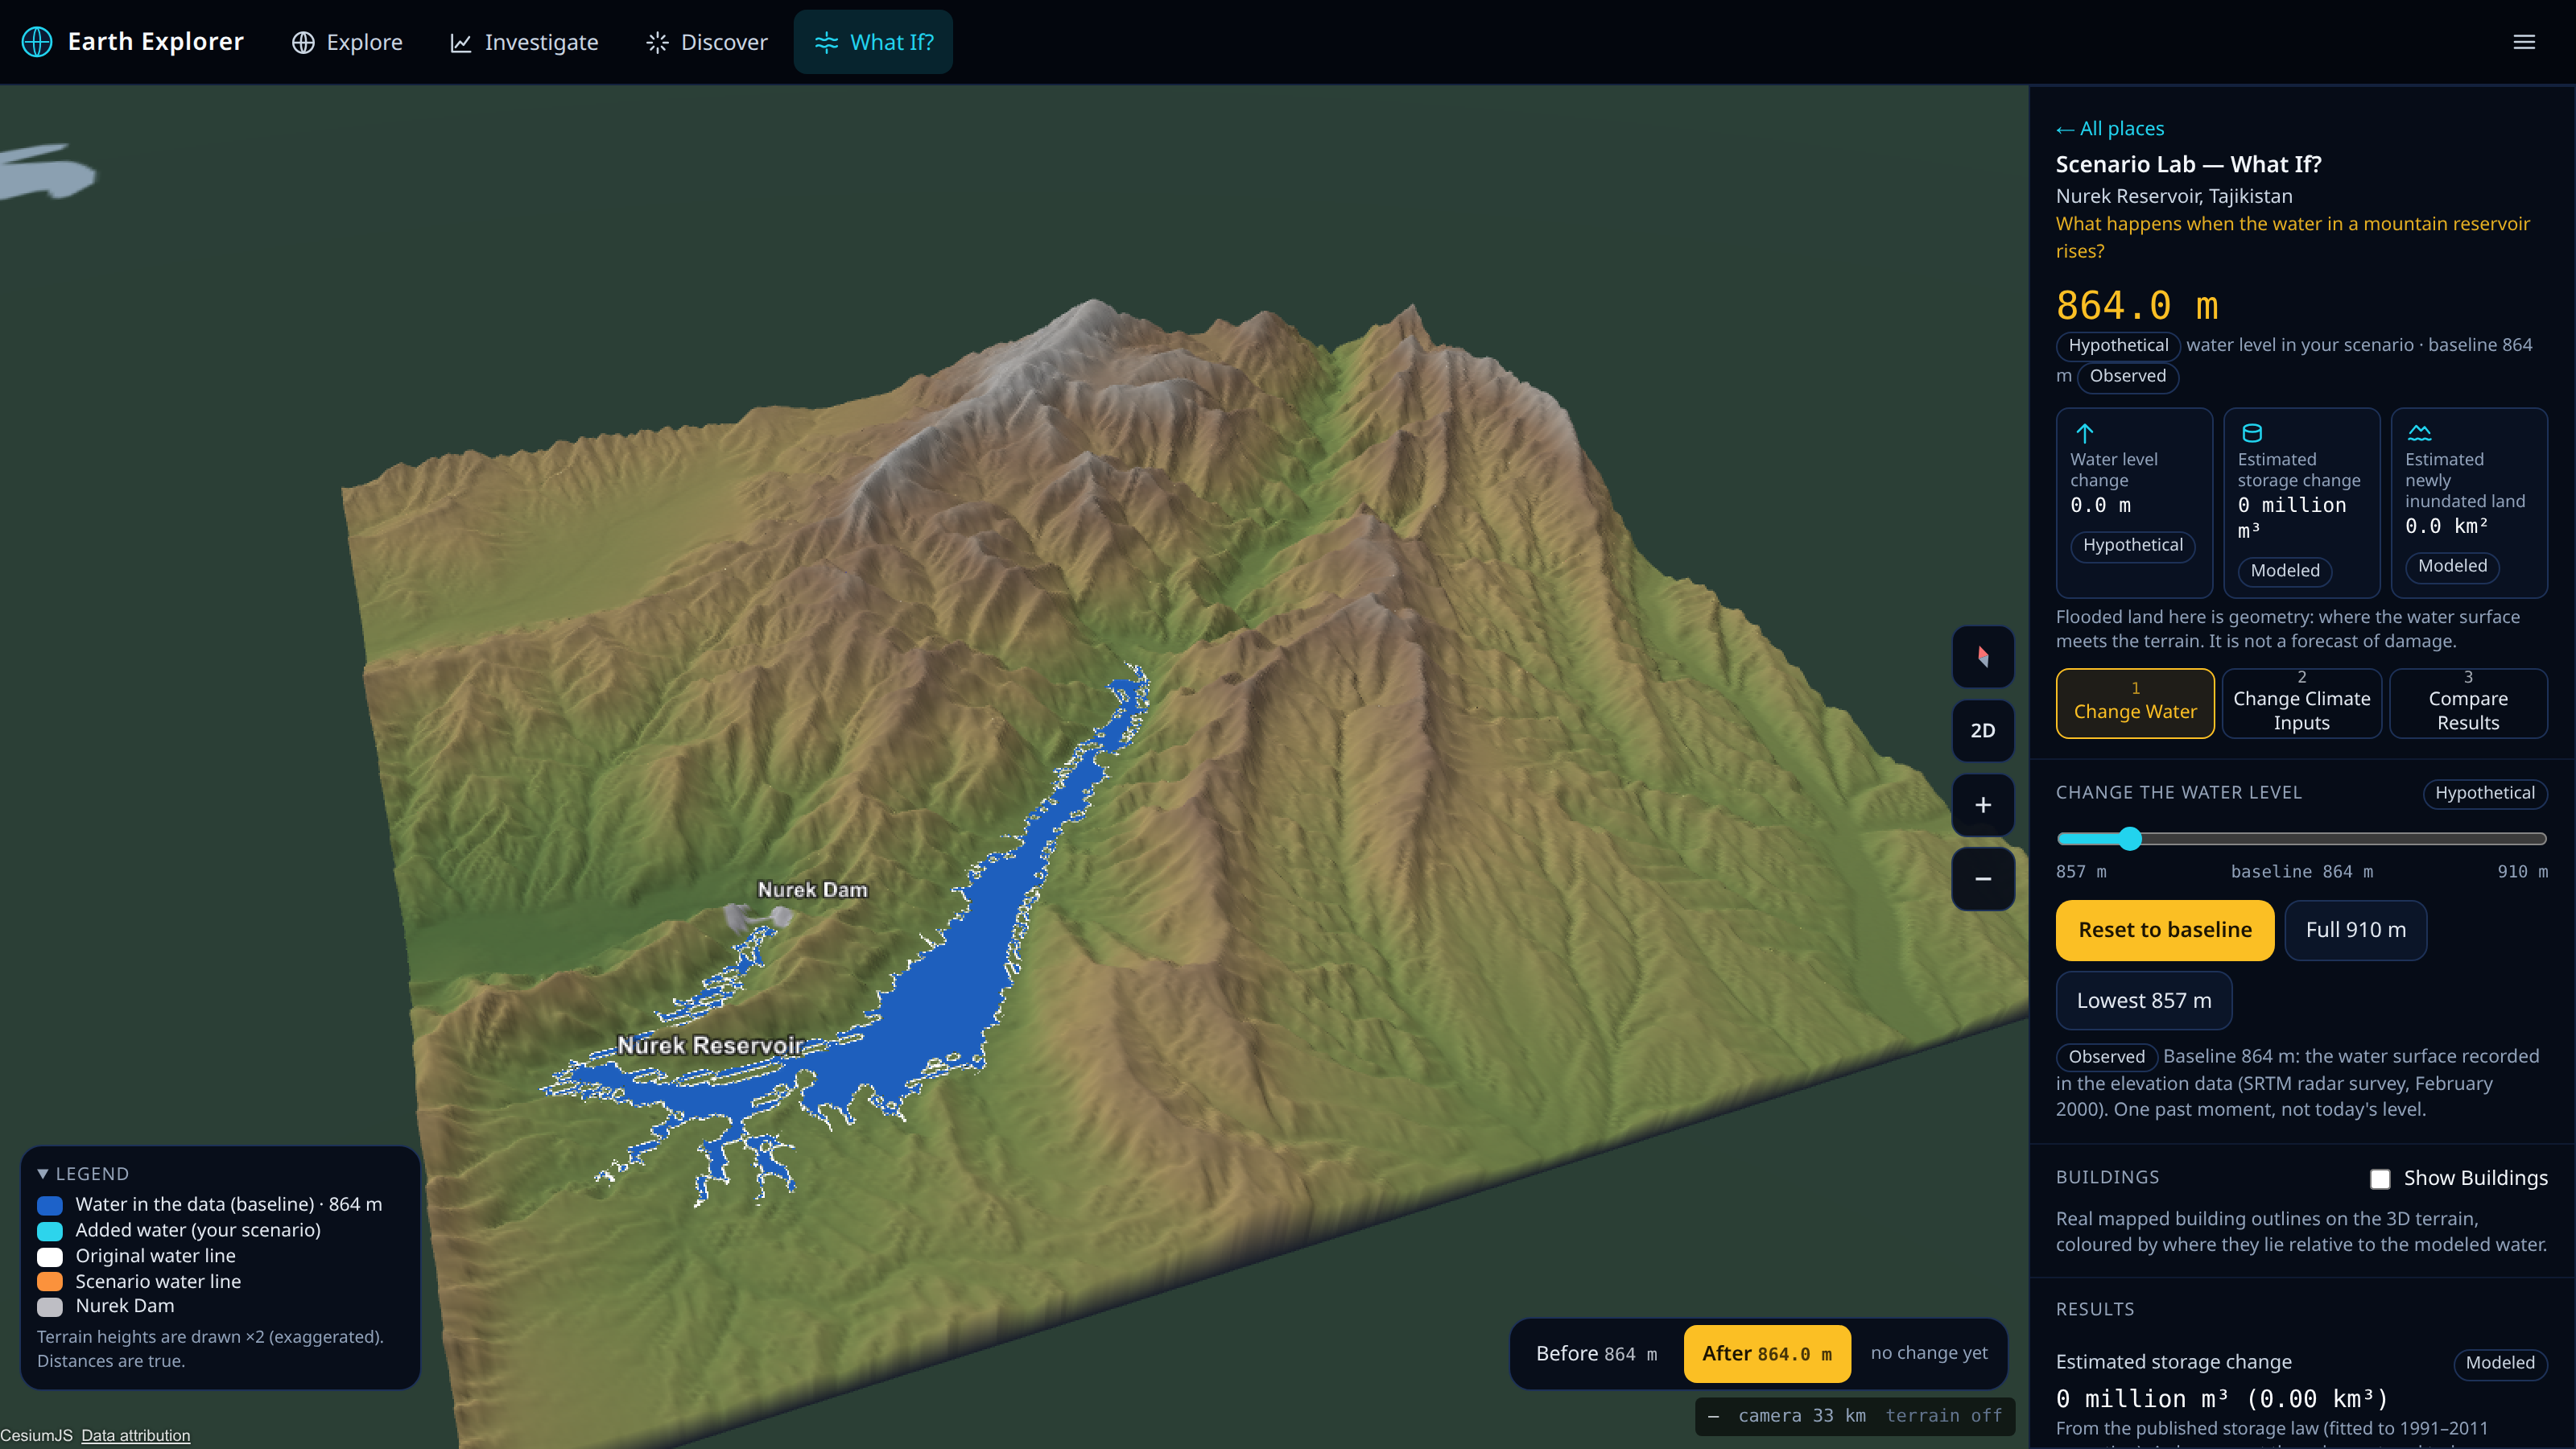 Earth Explorer
Explore
Investigate
Discover
What If?
← All places
Scenario Lab — What If?
Nurek Reservoir, Tajikistan
What happens when the water in a mountain reservoir
rises?
864.0 m
Hypothetical water level in your scenario · baseline 864
m Observed
Water level
change
0.0 m
Hypothetical
Estimated
storage change
0 million
m³
Modeled
Estimated
newly
inundated land
0.0 km²
Modeled
Flooded land here is geometry: where the water surface
meets the terrain. It is not a forecast of damage.
1
Change Water
2
Change Climate
Inputs
3
Compare
Results
CHANGE THE WATER LEVEL
Hypothetical
857 m
baseline 864 m
910 m
Reset to baseline
Full 910 m
Lowest 857 m
Observed Baseline 864 m: the water surface recorded
in the elevation data (SRTM radar survey, February
2000). One past moment, not today's level.
BUILDINGS
Show Buildings
Real mapped building outlines on the 3D terrain,
coloured by where they lie relative to the modeled water.
RESULTS
Estimated storage change
Modeled
0 million m³ (0.00 km³)
From the published storage law (fitted to 1991–2011
2D
+
−
Nurek Dam
Nurek Reservoir
▼ LEGEND
Water in the data (baseline) · 864 m
Added water (your scenario)
Original water line
Scenario water line
Nurek Dam
Terrain heights are drawn ×2 (exaggerated).
Distances are true.
Before 864 m
After 864.0 m
no change yet
— camera 33 km terrain off
CesiumJS Data attribution